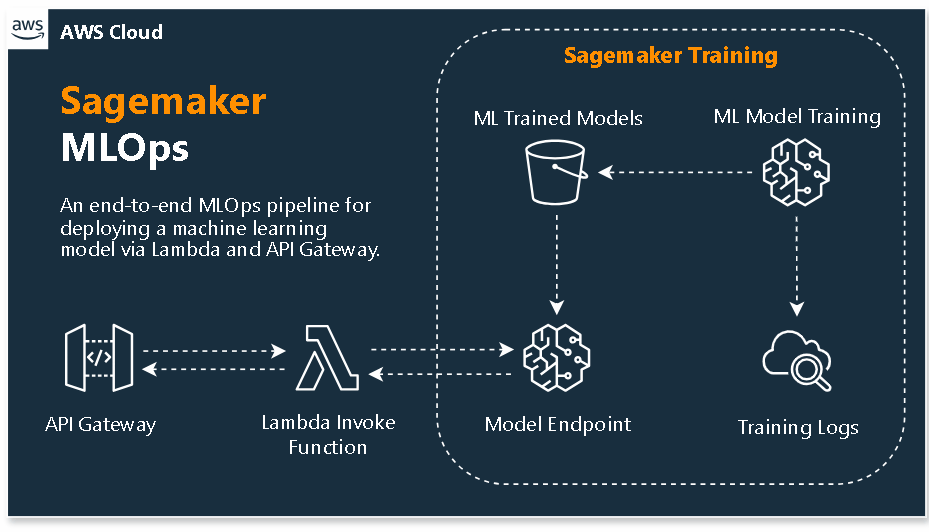 aws
AWS Cloud
Sagemaker
MLOps
An end-to-end MLOps pipeline for
deploying a machine learning
model via Lambda and API Gateway.
Sagemaker Training
ML Trained Models
ML Model Training
</>
API Gateway
Lambda Invoke
Function
Model Endpoint
Training Logs